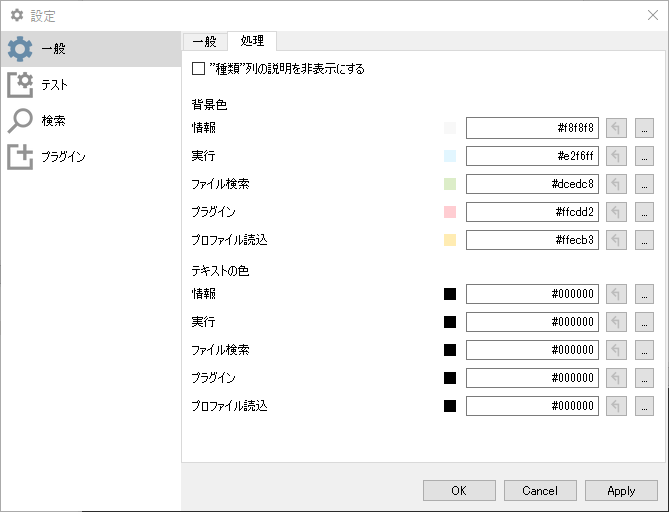 設定
一般
テスト
検索
プラグイン
一般 処理
"種類"列の説明を非表示にする
背景色
情報 #f8f8f8 ...
実行 #e2f6ff ...
ファイル検索 #dcedc8 ...
プラグイン #ffcdd2 ...
プロファイル読込 #ffecb3 ...
テキストの色
情報 #000000 ...
実行 #000000 ...
ファイル検索 #000000 ...
プラグイン #000000 ...
プロファイル読込 #000000 ...
OK Cancel Apply